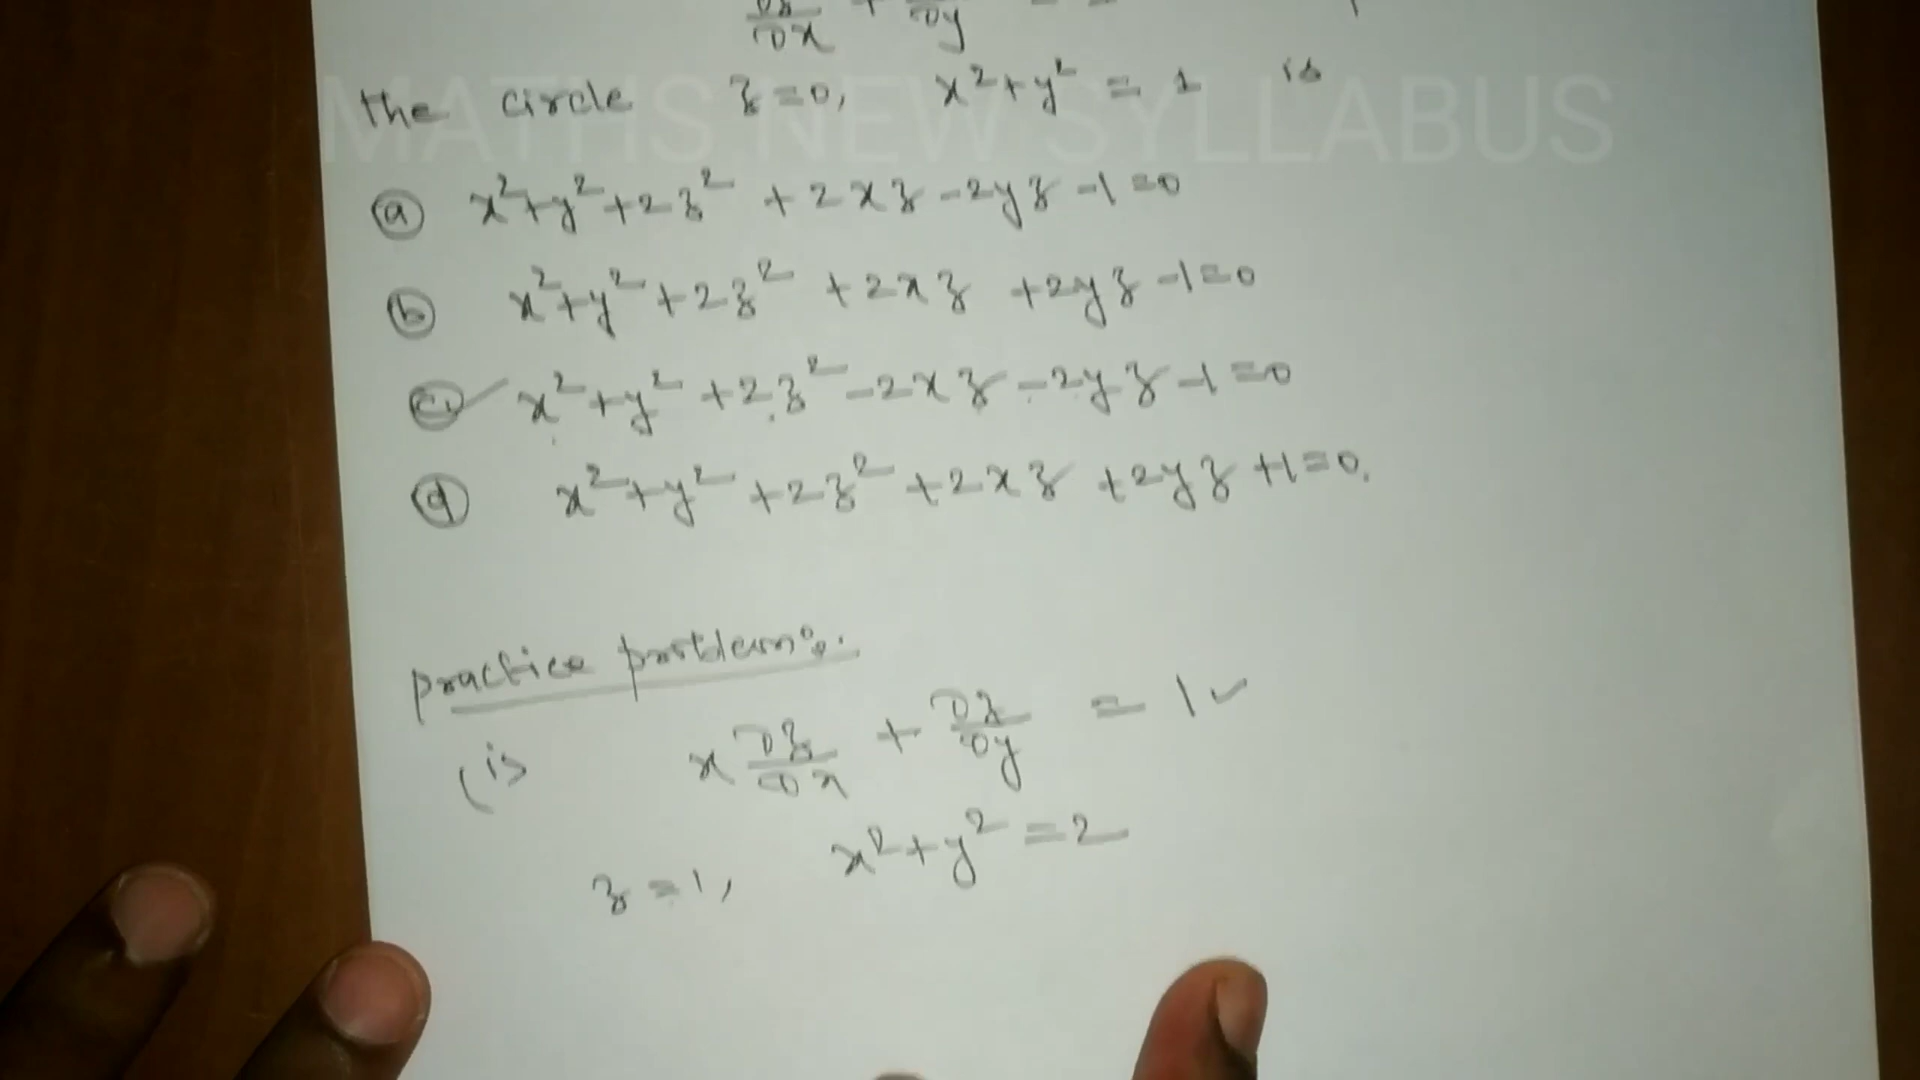 ∂z/∂x + ∂y =
the circle z=0, x²+y² = 1 is
MATHS NEW SYLLABUS
(a) x²+y²+2z² +2xz -2yz -1=0
(b) x²+y²+2z² +2xz +2yz -1=0
(c) x²+y²+2z²-2xz-2yz-1=0
(d) x²+y²+2z²+2xz+2yz+1=0.
Practice problems.
x ∂z/∂x + ∂z/∂y = 1
z=1, x²+y²=2